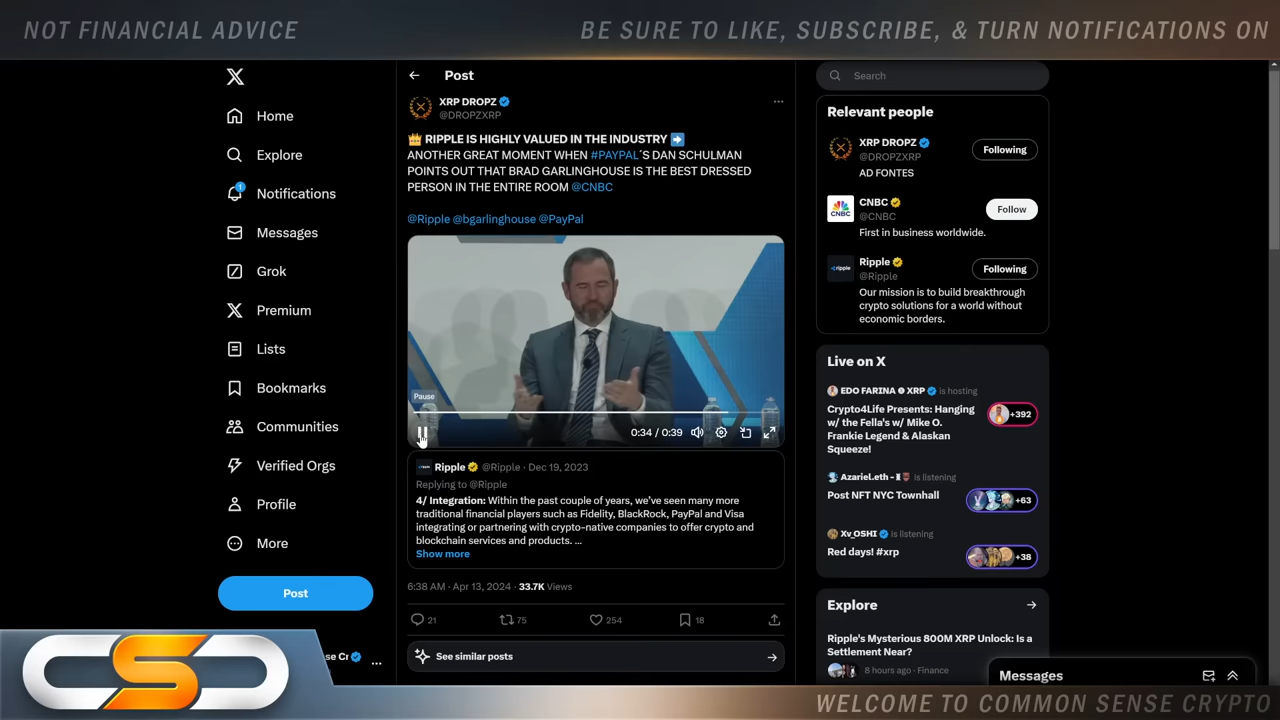 NOT FINANCIAL ADVICE
BE SURE TO LIKE, SUBSCRIBE, & TURN NOTIFICATIONS ON
Home
Explore
1
Notifications
Messages
Grok
Premium
Lists
Bookmarks
Communities
Verified Orgs
Profile
More
Post
se Cr
...
Post
XRP DROPZ
@DROPZXRP
👑 RIPPLE IS HIGHLY VALUED IN THE INDUSTRY ➡️
ANOTHER GREAT MOMENT WHEN #PAYPAL´S DAN SCHULMAN
POINTS OUT THAT BRAD GARLINGHOUSE IS THE BEST DRESSED
PERSON IN THE ENTIRE ROOM @CNBC
@Ripple @bgarlinghouse @PayPal
Pause
0:34 / 0:39
ripple
Ripple @Ripple · Dec 19, 2023
Replying to @Ripple
4/ Integration: Within the past couple of years, we've seen many more
traditional financial players such as Fidelity, BlackRock, PayPal and Visa
integrating or partnering with crypto-native companies to offer crypto and
blockchain services and products. ...
Show more
6:38 AM · Apr 13, 2024 · 33.7K Views
21
75
254
18
See similar posts
Search
Relevant people
XRP DROPZ
@DROPZXRP
Following
AD FONTES
CNBC
CNBC
@CNBC
Follow
First in business worldwide.
ripple
Ripple
@Ripple
Following
Our mission is to build breakthrough
crypto solutions for a world without
economic borders.
Live on X
EDO FARINA XRP is hosting
Crypto4Life Presents: Hanging
w/ the Fella's w/ Mike O.
Frankie Legend & Alaskan
Squeeze!
+392
Azariel.eth - is listening
Post NFT NYC Townhall
+63
Xv_OSHI is listening
Red days! #xrp
+38
Explore
Ripple's Mysterious 800M XRP Unlock: Is a
Settlement Near?
8 hours ago · Finance
Messages
CSC
WELCOME TO COMMON SENSE CRYPTO